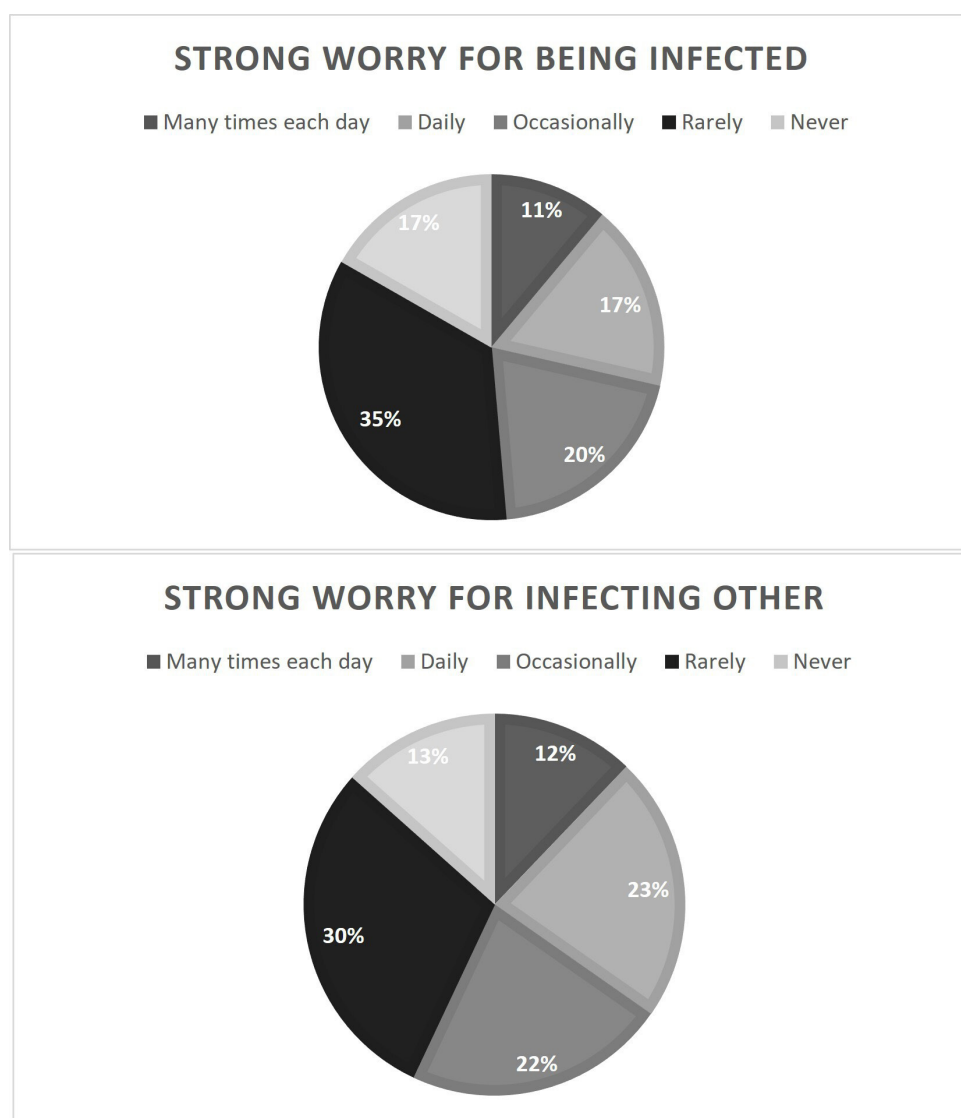 STRONG WORRY FOR BEING INFECTED
Many times each day Daily Occasionally Rarely Never
11%
17%
17%
20%
35%
STRONG WORRY FOR INFECTING OTHER
Many times each day Daily Occasionally Rarely Never
12%
13%
23%
30%
22%